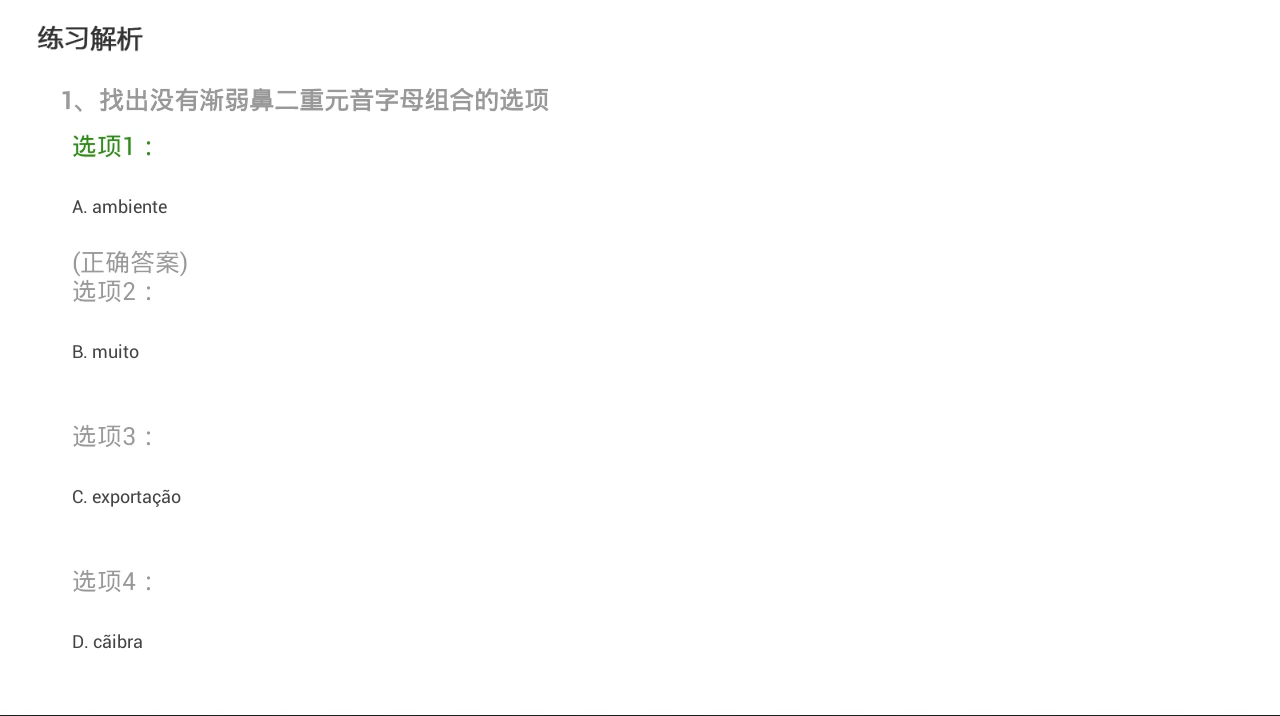 练习解析
1、找出没有渐弱鼻二重元音字母组合的选项
选项1：
A. ambiente
(正确答案)
选项2：
B. muito
选项3：
C. exportação
选项4：
D. cãibra